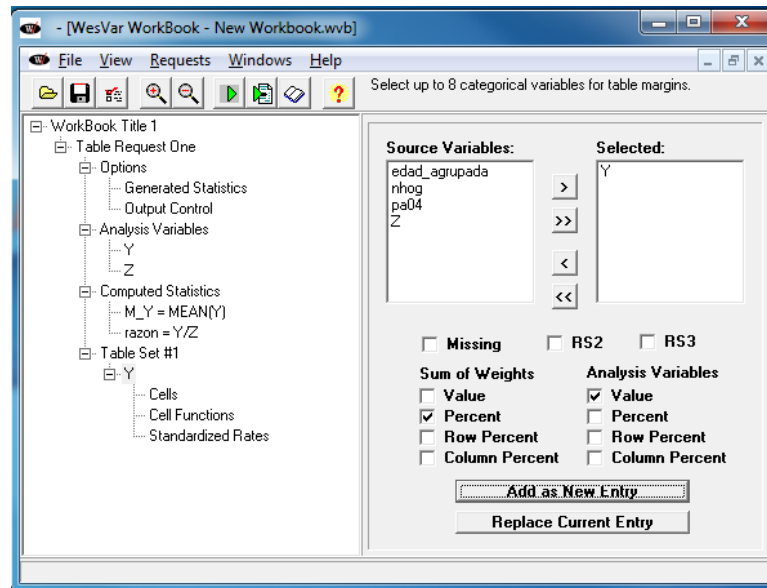 - [WesVar WorkBook - New Workbook.wvb]
File View Requests Windows Help
Select up to 8 categorical variables for table margins.
WorkBook Title 1
Table Request One
Options
Generated Statistics
Output Control
Analysis Variables
Y
Z
Computed Statistics
M_Y = MEAN(Y)
razon = Y/Z
Table Set #1
Y
Cells
Cell Functions
Standardized Rates
Source Variables: Selected:
edad_agrupada Y
nhog
pa04
Z
>
>>
<
<<
Missing RS2 RS3
Sum of Weights Analysis Variables
Value Value
Percent Percent
Row Percent Row Percent
Column Percent Column Percent
Add as New Entry
Replace Current Entry